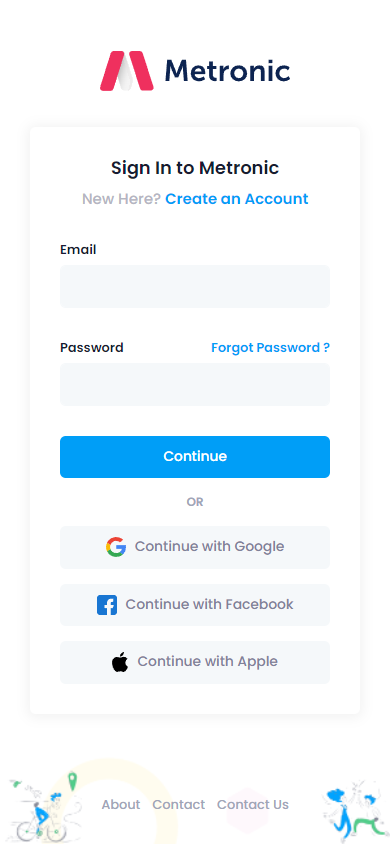 Metronic
Sign In to Metronic
New Here? Create an Account
Email
Password Forgot Password ?
Continue
OR
Continue with Google
Continue with Facebook
Continue with Apple
About Contact Contact Us